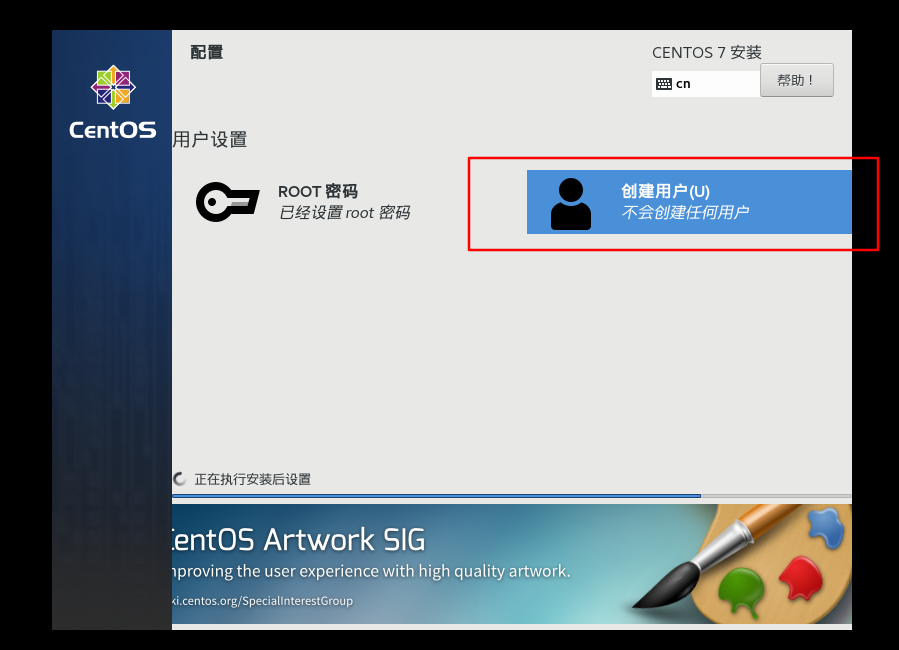 配置
CENTOS 7 安装
cn
帮助！
CentOS
用户设置
ROOT 密码
已经设置 root 密码
创建用户(U)
不会创建任何用户
正在执行安装后设置
CentOS Artwork SIG
mproving the user experience with high quality artwork.
ki.centos.org/SpecialInterestGroup